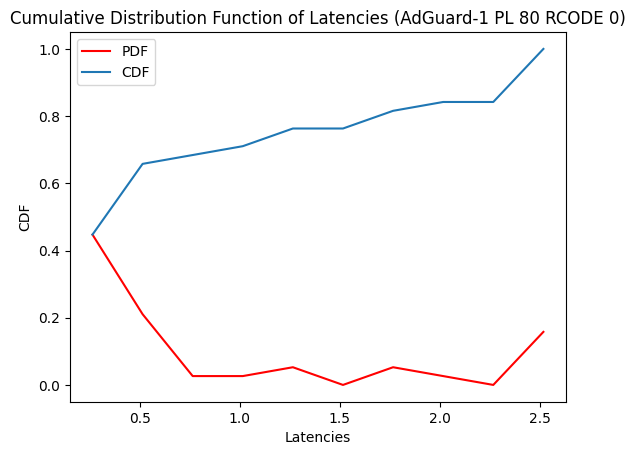 Cumulative Distribution Function of Latencies (AdGuard-1 PL 80 RCODE 0)
PDF
CDF
1.0
0.8
0.6
0.4
0.2
0.0
CDF
0.5
1.0
1.5
2.0
2.5
Latencies